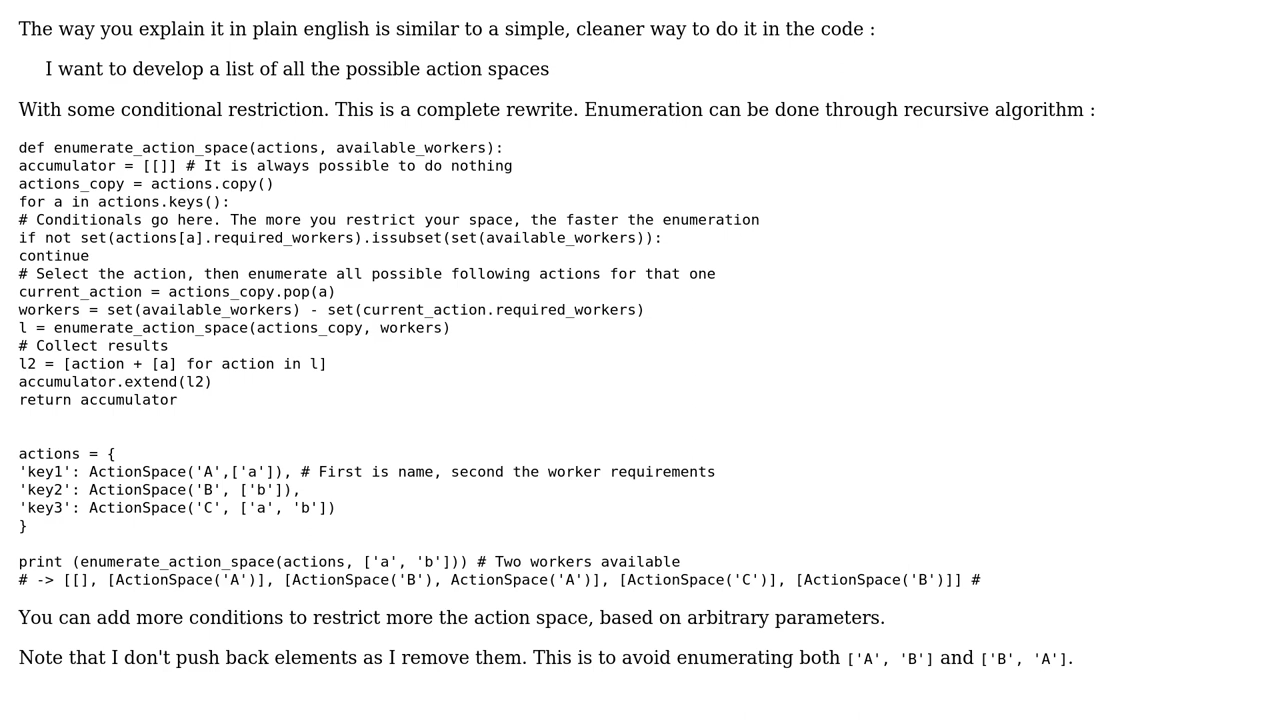 The way you explain it in plain english is similar to a simple, cleaner way to do it in the code :
I want to develop a list of all the possible action spaces
With some conditional restriction. This is a complete rewrite. Enumeration can be done through recursive algorithm :
def enumerate_action_space(actions, available_workers):
accumulator = [[]] # It is always possible to do nothing
actions_copy = actions.copy()
for a in actions.keys():
# Conditionals go here. The more you restrict your space, the faster the enumeration
if not set(actions[a].required_workers).issubset(set(available_workers)):
continue
# Select the action, then enumerate all possible following actions for that one
current_action = actions_copy.pop(a)
workers = set(available_workers) - set(current_action.required_workers)
l = enumerate_action_space(actions_copy, workers)
# Collect results
l2 = [action + [a] for action in l]
accumulator.extend(l2)
return accumulator
actions = {
'key1': ActionSpace('A',['a']), # First is name, second the worker requirements
'key2': ActionSpace('B', ['b']),
'key3': ActionSpace('C', ['a', 'b'])
}
print (enumerate_action_space(actions, ['a', 'b'])) # Two workers available
# -> [[], [ActionSpace('A')], [ActionSpace('B'), ActionSpace('A')], [ActionSpace('C')], [ActionSpace('B')]] #
You can add more conditions to restrict more the action space, based on arbitrary parameters.
Note that I don't push back elements as I remove them. This is to avoid enumerating both ['A', 'B'] and ['B', 'A'].